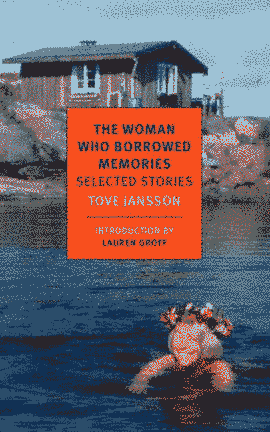 THE WOMAN
WHO BORROWED
MEMORIES
SELECTED STORIES
TOVE JANSSON
INTRODUCTION BY
LAUREN GROFF